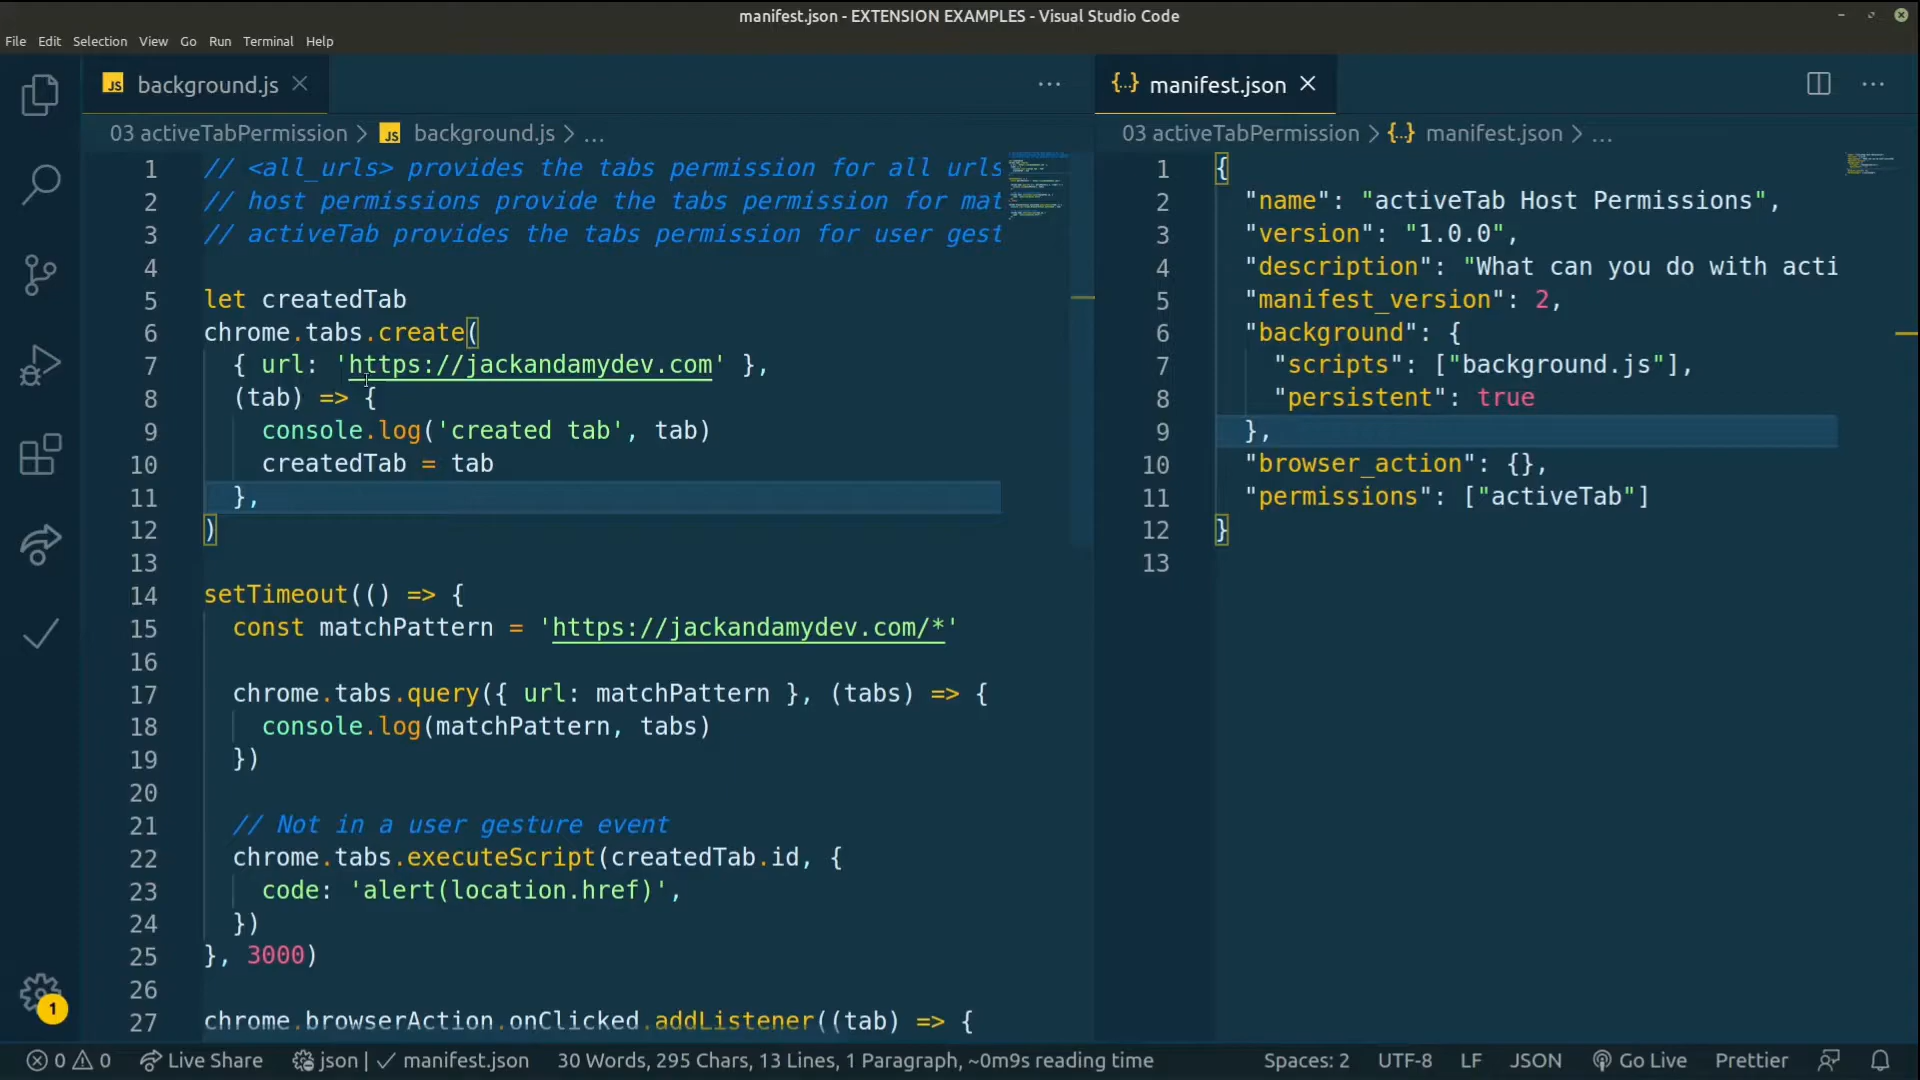 manifest.json - EXTENSION EXAMPLES - Visual Studio Code
File Edit Selection View Go Run Terminal Help
JS background.js
03 activeTabPermission > JS background.js > ...
1 // <all_urls> provides the tabs permission for all urls
2 // host permissions provide the tabs permission for mat
3 // activeTab provides the tabs permission for user gest
4
5 let createdTab
6 chrome.tabs.create(
7 { url: 'https://jackandamydev.com' },
8 (tab) => {
9 console.log('created tab', tab)
10 createdTab = tab
11 },
12 )
13
14 setTimeout(() => {
15 const matchPattern = 'https://jackandamydev.com/*'
16
17 chrome.tabs.query({ url: matchPattern }, (tabs) => {
18 console.log(matchPattern, tabs)
19 })
20
21 // Not in a user gesture event
22 chrome.tabs.executeScript(createdTab.id, {
23 code: 'alert(location.href)',
24 })
25 }, 3000)
26
27 chrome.browserAction.onClicked.addListener((tab) => {
{..} manifest.json
03 activeTabPermission > {..} manifest.json > ...
1 {
2 "name": "activeTab Host Permissions",
3 "version": "1.0.0",
4 "description": "What can you do with acti
5 "manifest_version": 2,
6 "background": {
7 "scripts": ["background.js"],
8 "persistent": true
9 },
10 "browser_action": {},
11 "permissions": ["activeTab"]
12 }
13
1
0 0 Live Share json | ✓ manifest.json 30 Words, 295 Chars, 13 Lines, 1 Paragraph, ~0m9s reading time Spaces: 2 UTF-8 LF JSON Go Live Prettier